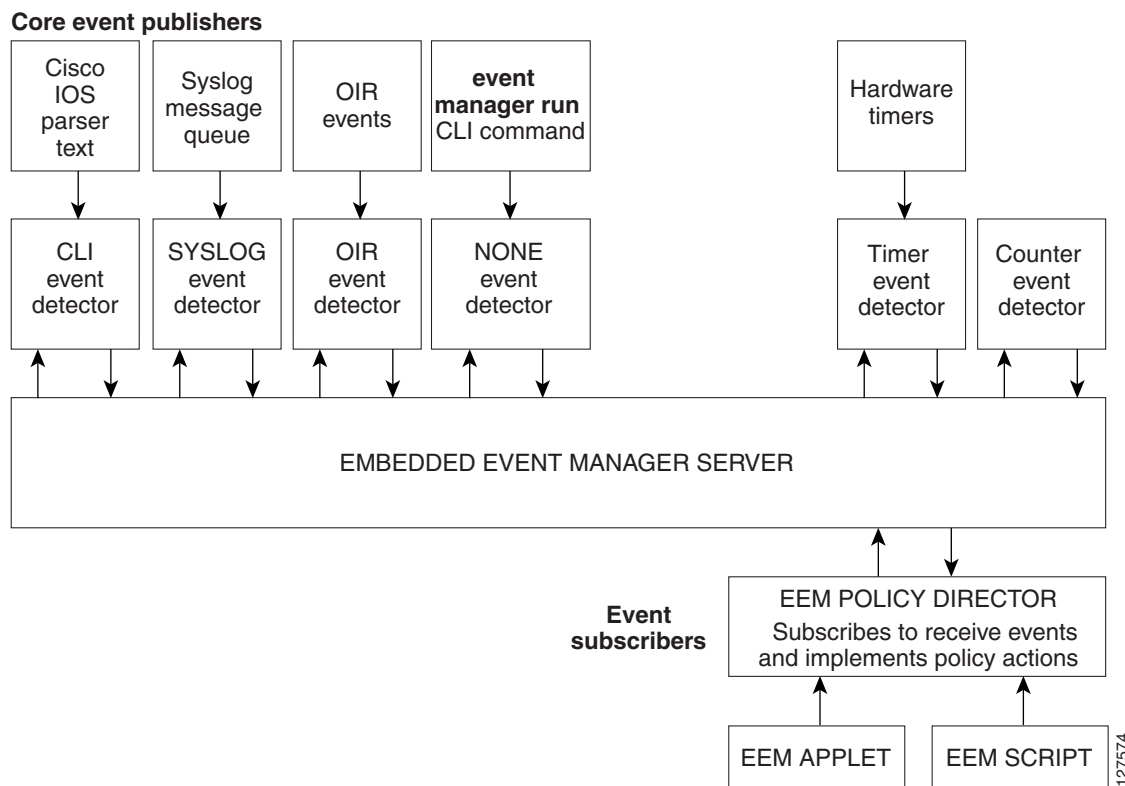 Core event publishers
Cisco
IOS
parser
text
Syslog
message
queue
OIR
events
event
manager run
CLI command
Hardware
timers
CLI
event
detector
SYSLOG
event
detector
OIR
event
detector
NONE
event
detector
Timer
event
detector
Counter
event
detector
EMBEDDED EVENT MANAGER SERVER
Event
subscribers
EEM POLICY DIRECTOR
Subscribes to receive events
and implements policy actions
EEM APPLET
EEM SCRIPT
127574